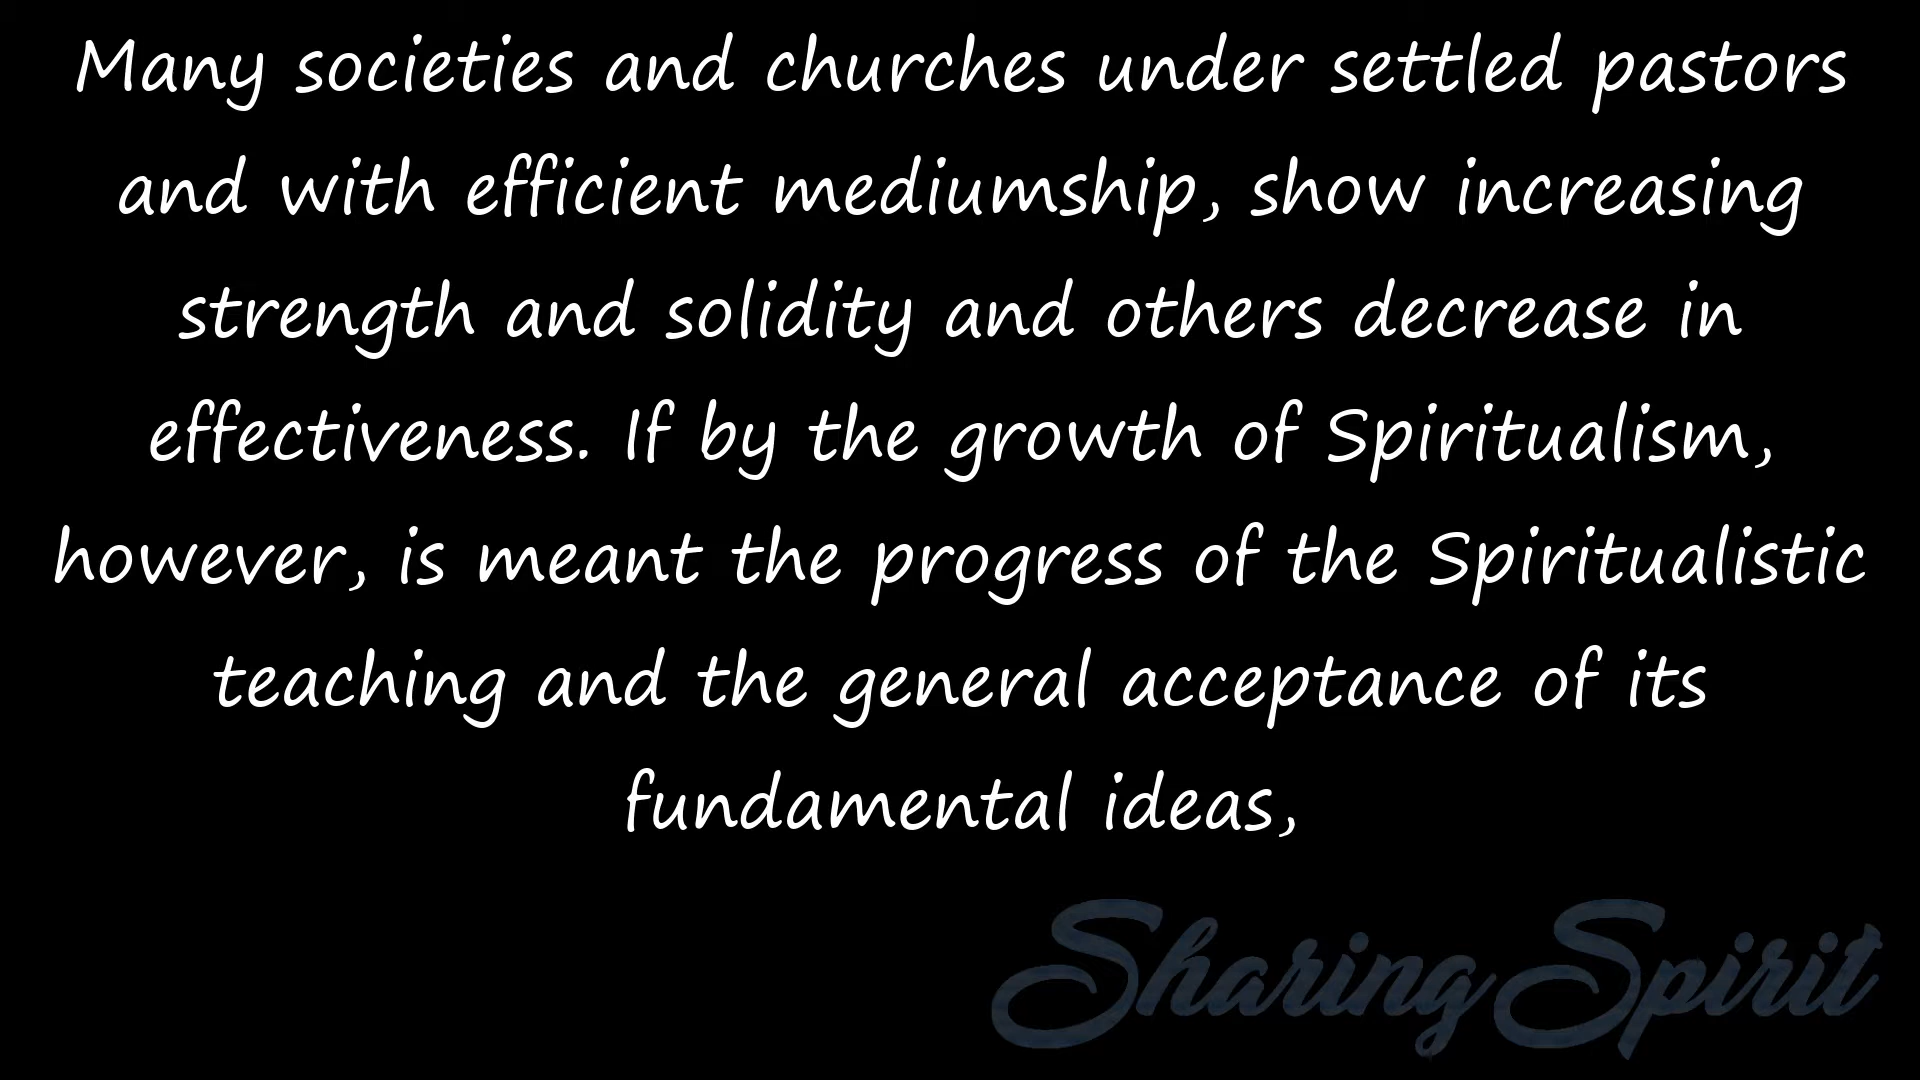 Many societies and churches under settled pastors
and with efficient mediumship, show increasing
strength and solidity and others decrease in
effectiveness. If by the growth of Spiritualism,
however, is meant the progress of the Spiritualistic
teaching and the general acceptance of its
fundamental ideas,
Sharing Spirit